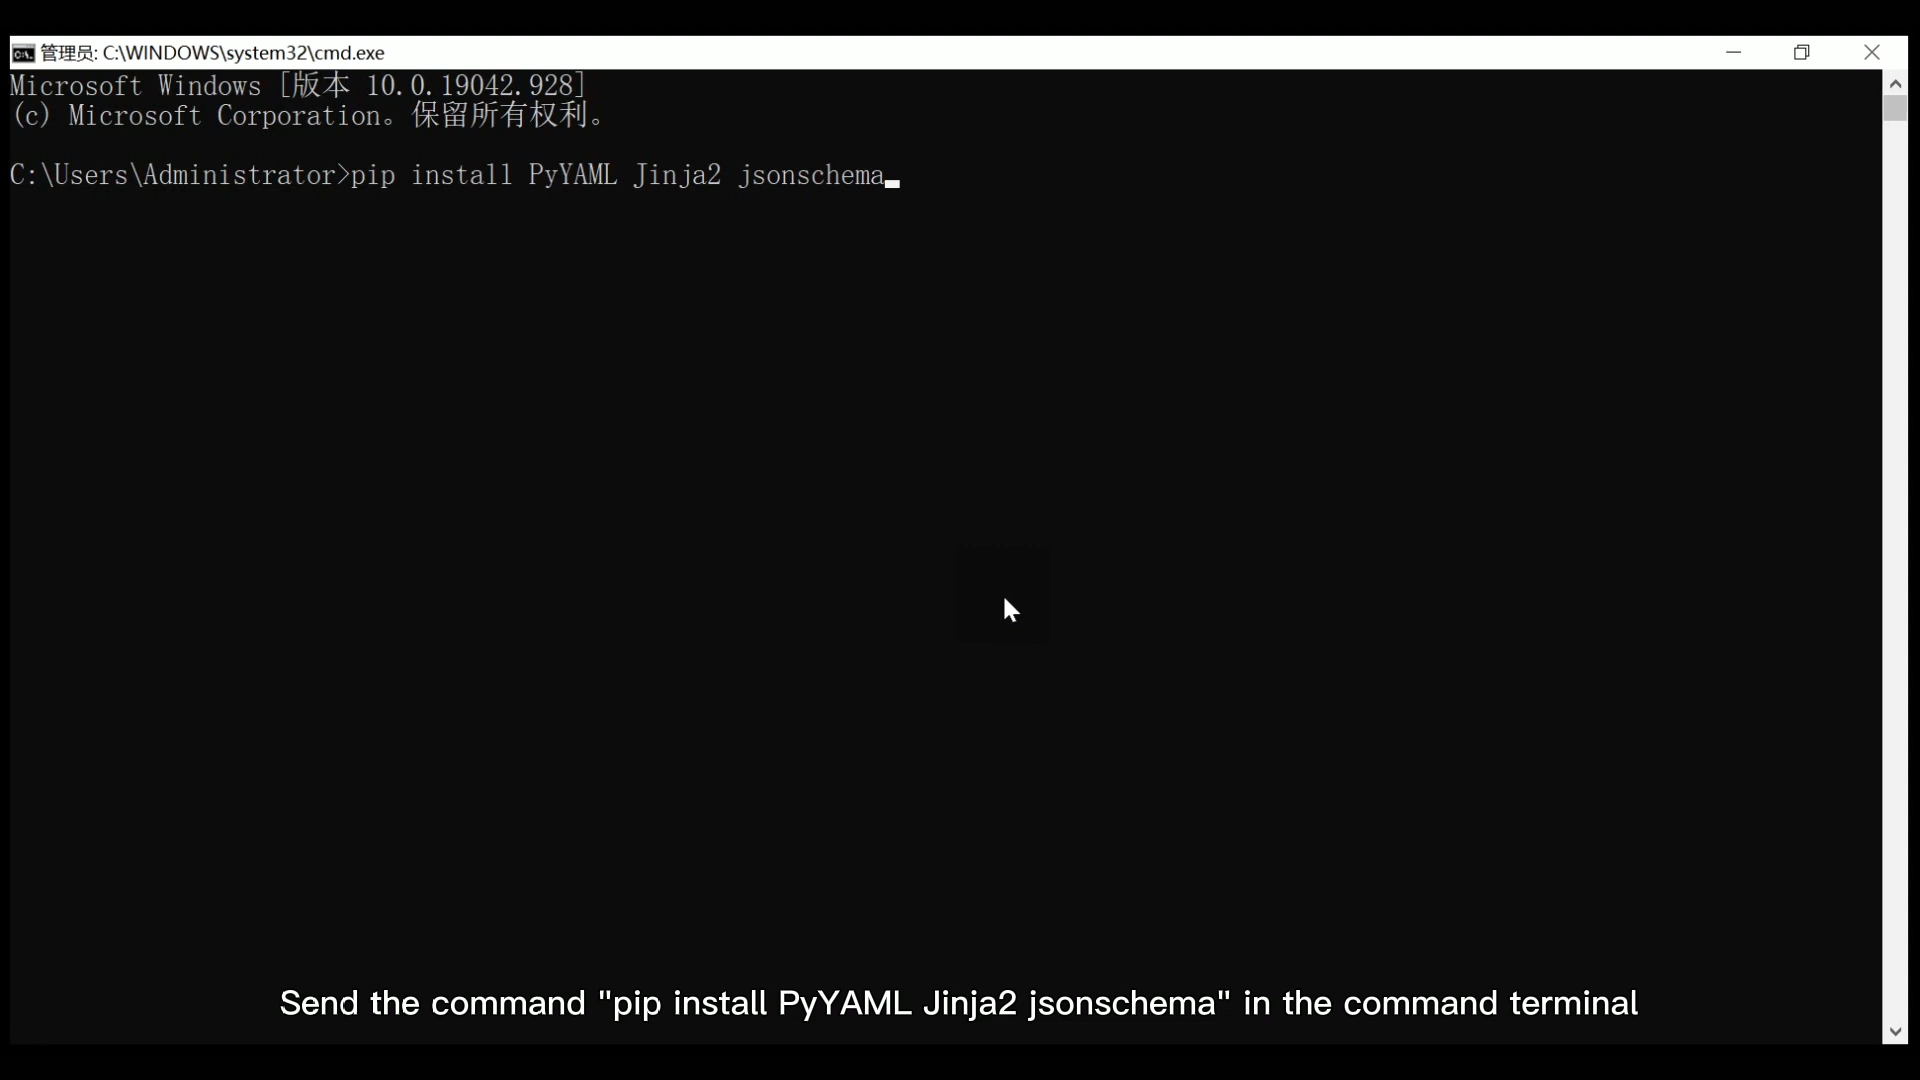 管理员: C:\WINDOWS\system32\cmd.exe
Microsoft Windows [版本 10.0.19042.928]
(c) Microsoft Corporation。保留所有权利。
C:\Users\Administrator>pip install PyYAML Jinja2 jsonschema
Send the command "pip install PyYAML Jinja2 jsonschema" in the command terminal